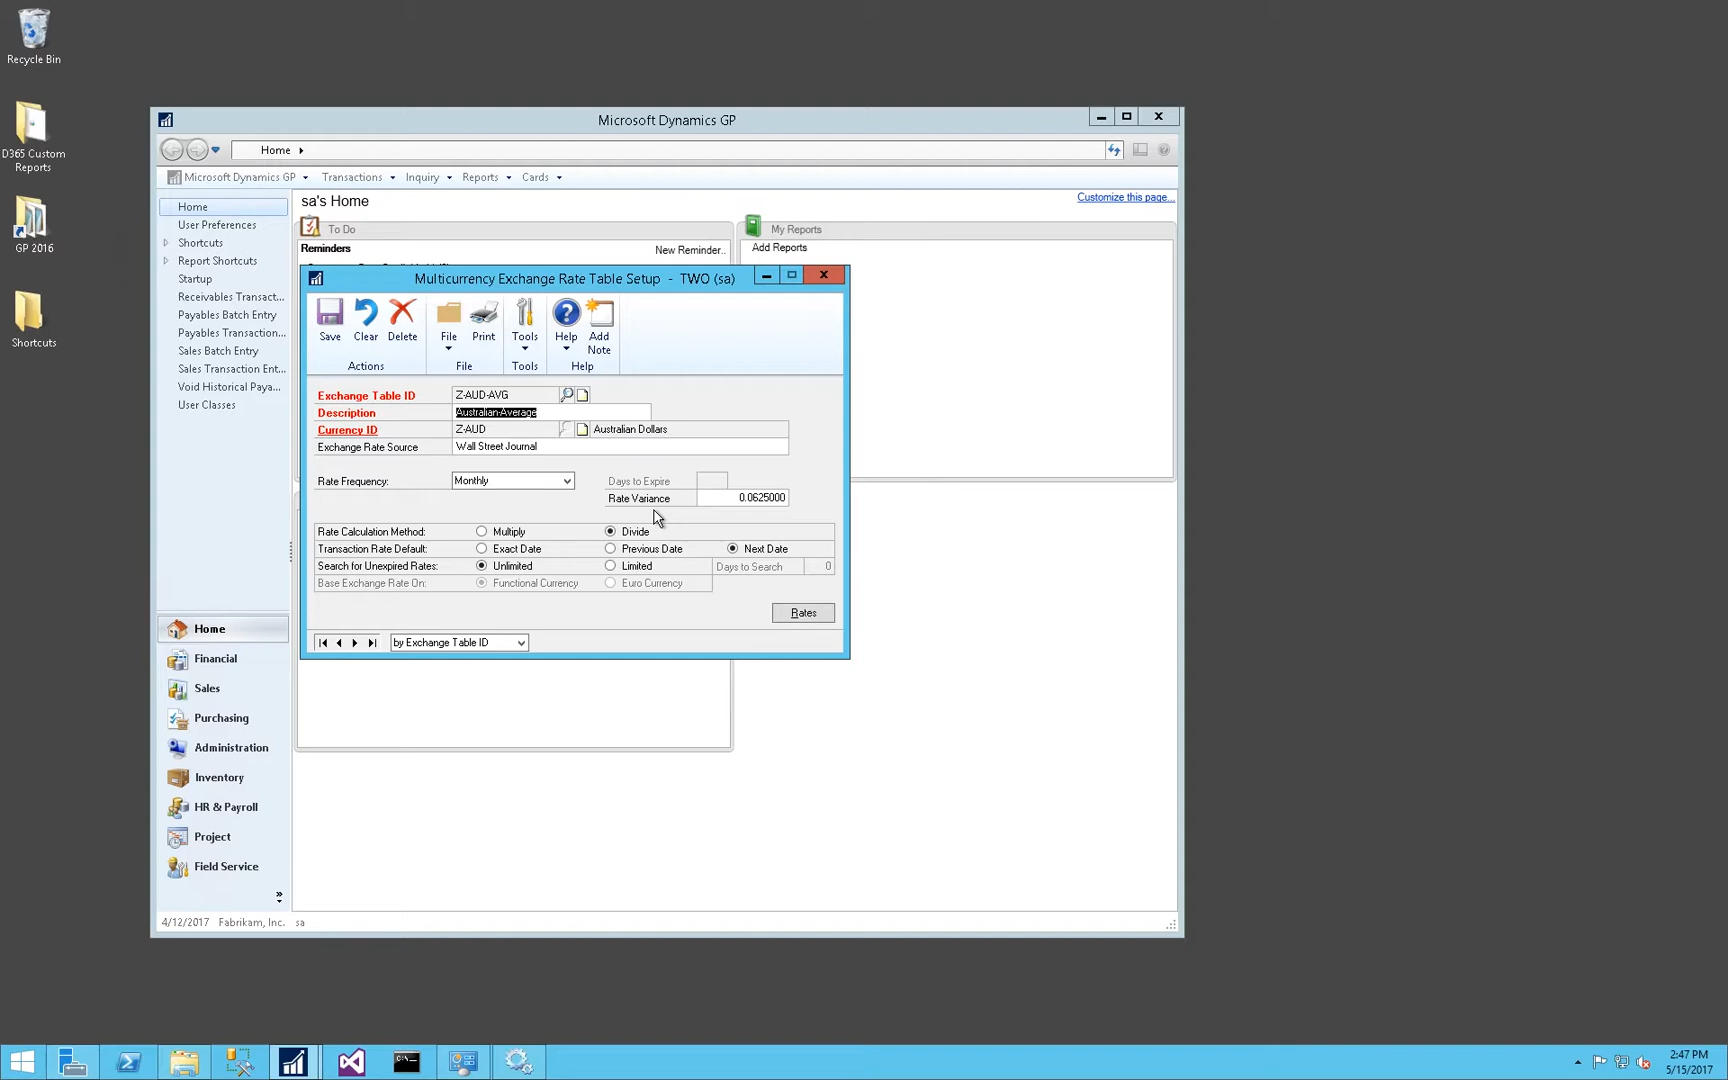 Recycle Bin
D365 Custom
Reports
GP 2016
Shortcuts
Microsoft Dynamics GP
Home
Microsoft Dynamics GP Transactions Inquiry Reports Cards
Home
User Preferences
Shortcuts
Report Shortcuts
Startup
Receivables Transact...
Payables Batch Entry
Payables Transaction...
Sales Batch Entry
Sales Transaction Ent...
Void Historical Paya...
User Classes
Home
Financial
Sales
Purchasing
Administration
Inventory
HR & Payroll
Project
Field Service
»
sa's Home
Customize this page...
To Do
Reminders
New Reminder..
My Reports
Add Reports
Multicurrency Exchange Rate Table Setup - TWO (sa)
Save Clear Delete File Print Tools Help Add
Note
Actions File Tools Help
Exchange Table ID Z-AUD-AVG
Description Australian-Average
Currency ID Z-AUD Australian Dollars
Exchange Rate Source Wall Street Journal
Rate Frequency: Monthly Days to Expire
Rate Variance 0.0625000
Rate Calculation Method: Multiply Divide
Transaction Rate Default: Exact Date Previous Date Next Date
Search for Unexpired Rates: Unlimited Limited Days to Search 0
Base Exchange Rate On: Functional Currency Euro Currency
Rates
by Exchange Table ID
4/12/2017 Fabrikam, Inc. sa
2:47 PM
5/15/2017